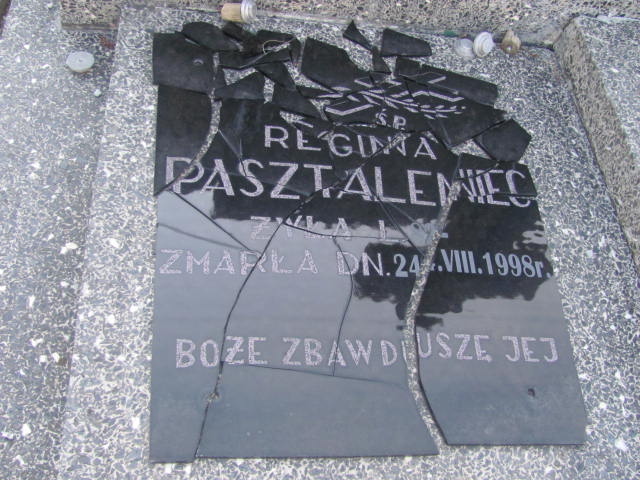 Ś.P.
REGINA
PASZTALENIEC
ŻYŁA L.
ZMARŁA DN. 24. VIII. 1998r.
BOŻE ZBAW DUSZĘ JEJ